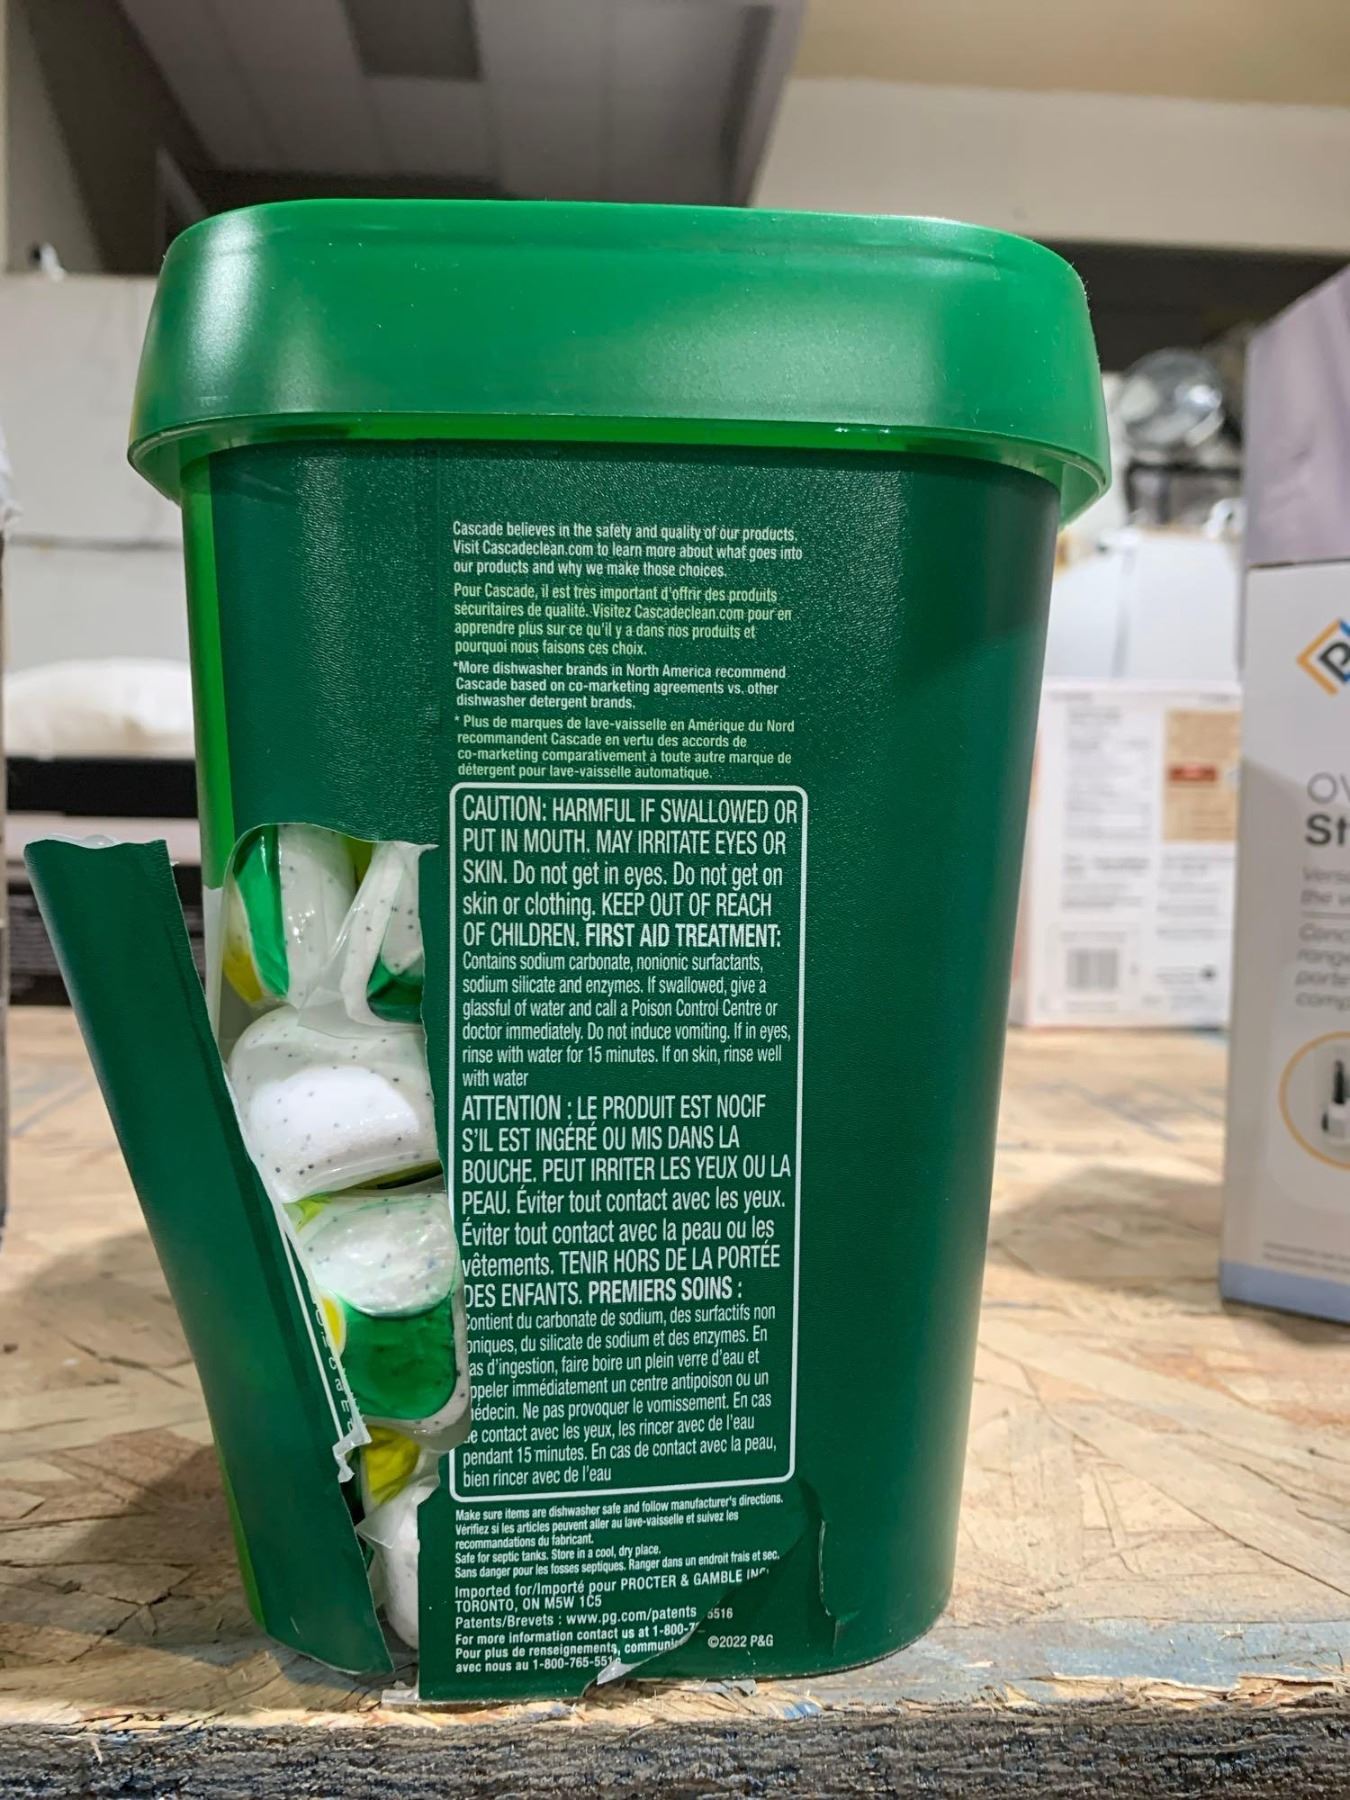 Cascade believes in the safety and quality of our products.
Visit Cascadeclean.com to learn more about what goes into
our products and why we make those choices.
Pour Cascade, il est très important d'offrir des produits
sécuritaires de qualité. Visitez Cascadeclean.com pour en
apprendre plus sur ce qu'il y a dans nos produits et
pourquoi nous faisons ces choix.
*More dishwasher brands in North America recommend
Cascade based on co-marketing agreements vs. other
dishwasher detergent brands.
* Plus de marques de lave-vaisselle en Amérique du Nord
recommandent Cascade en vertu des accords de
co-marketing comparativement à toute autre marque de
détergent pour lave-vaisselle automatique.
CAUTION: HARMFUL IF SWALLOWED OR
PUT IN MOUTH. MAY IRRITATE EYES OR
SKIN. Do not get in eyes. Do not get on
skin or clothing. KEEP OUT OF REACH
OF CHILDREN. FIRST AID TREATMENT:
Contains sodium carbonate, nonionic surfactants,
sodium silicate and enzymes. If swallowed, give a
glassful of water and call a Poison Control Centre or
doctor immediately. Do not induce vomiting. If in eyes,
rinse with water for 15 minutes. If on skin, rinse well
with water
ATTENTION : LE PRODUIT EST NOCIF
S'IL EST INGÉRÉ OU MIS DANS LA
BOUCHE. PEUT IRRITER LES YEUX OU LA
PEAU. Éviter tout contact avec les yeux.
Éviter tout contact avec la peau ou les
vêtements. TENIR HORS DE LA PORTÉE
DES ENFANTS. PREMIERS SOINS :
Contient du carbonate de sodium, des surfactifs non
oniques, du silicate de sodium et des enzymes. En
as d'ingestion, faire boire un plein verre d'eau et
ppeler immédiatement un centre antipoison ou un
médecin. Ne pas provoquer le vomissement. En cas
de contact avec les yeux, les rincer avec de l'eau
pendant 15 minutes. En cas de contact avec la peau,
bien rincer avec de l'eau
Make sure items are dishwasher safe and follow manufacturer's directions.
Vérifiez si les articles peuvent aller au lave-vaisselle et suivez les
recommandations du fabricant.
Safe for septic tanks. Store in a cool, dry place.
Sans danger pour les fosses septiques. Ranger dans un endroit frais et sec.
Imported for/Importé pour PROCTER & GAMBLE INC
TORONTO, ON M5W 1C5
Patents/Brevets : www.pg.com/patents
For more information contact us at 1-800-7 5516
Pour plus de renseignements, communi
avec nous au 1-800-765-551
©2022 P&G